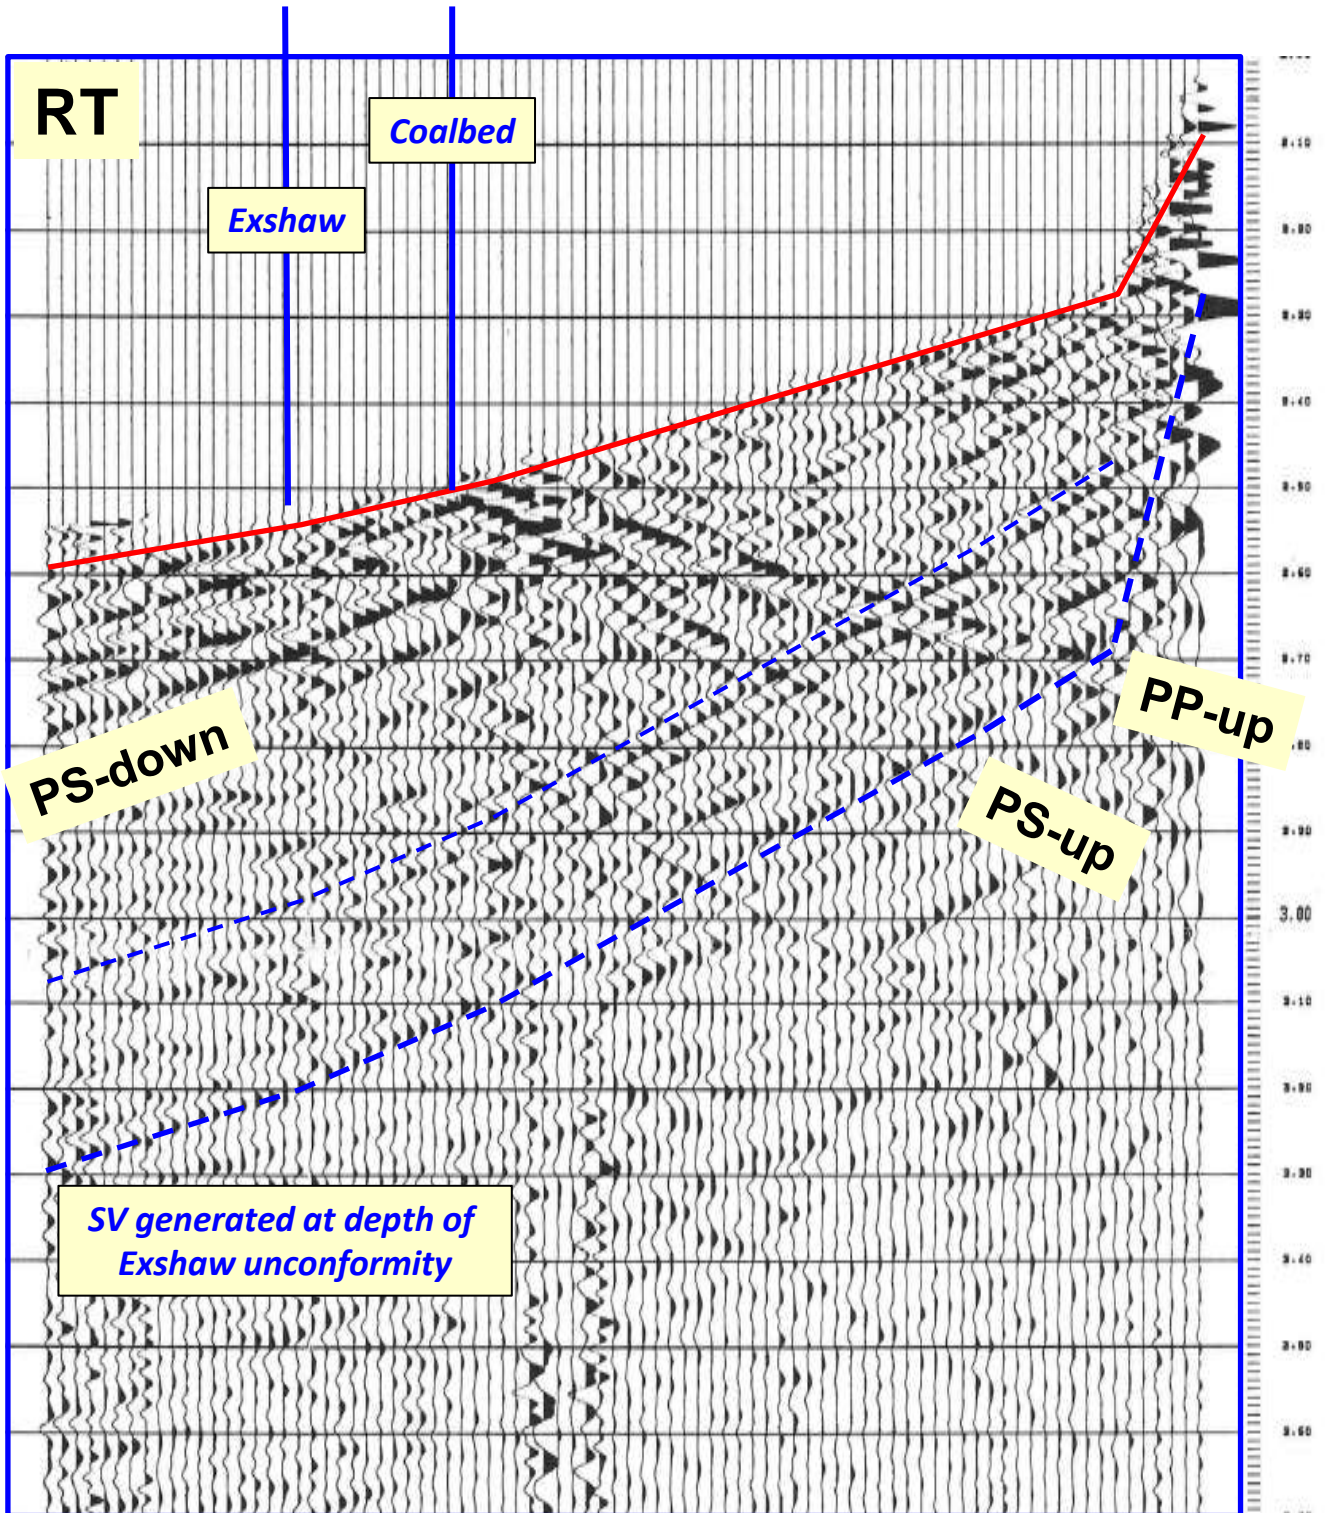 RT
Coalbed
Exshaw
PS-down
PP-up
PS-up
3.00
SV generated at depth of
Exshaw unconformity